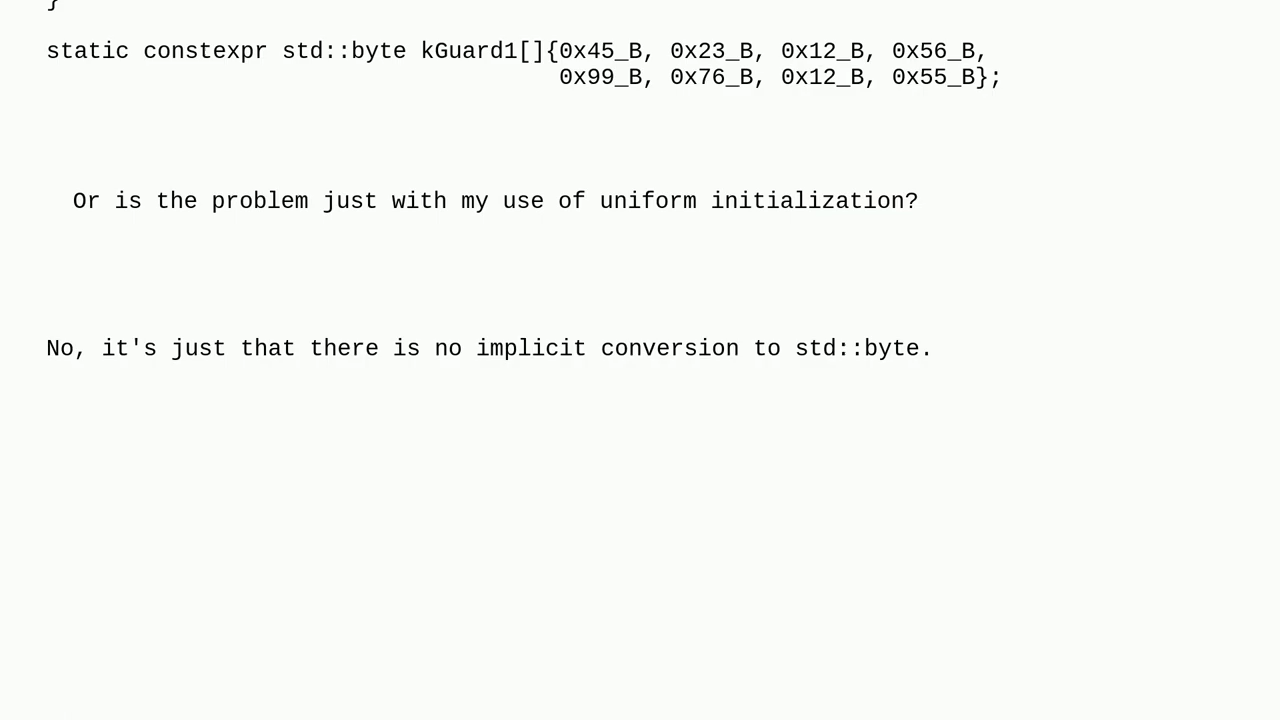 }
static constexpr std::byte kGuard1[]{0x45_B, 0x23_B, 0x12_B, 0x56_B,
0x99_B, 0x76_B, 0x12_B, 0x55_B};
Or is the problem just with my use of uniform initialization?
No, it's just that there is no implicit conversion to std::byte.